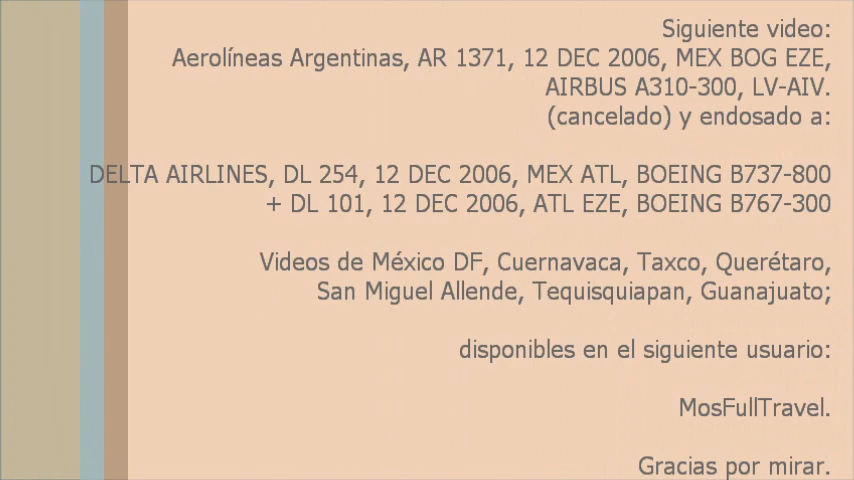 Siguiente video:
Aerolíneas Argentinas, AR 1371, 12 DEC 2006, MEX BOG EZE,
AIRBUS A310-300, LV-AIV.
(cancelado) y endosado a:
DELTA AIRLINES, DL 254, 12 DEC 2006, MEX ATL, BOEING B737-800
+ DL 101, 12 DEC 2006, ATL EZE, BOEING B767-300
Videos de México DF, Cuernavaca, Taxco, Querétaro,
San Miguel Allende, Tequisquiapan, Guanajuato;
disponibles en el siguiente usuario:
MosFullTravel.
Gracias por mirar.